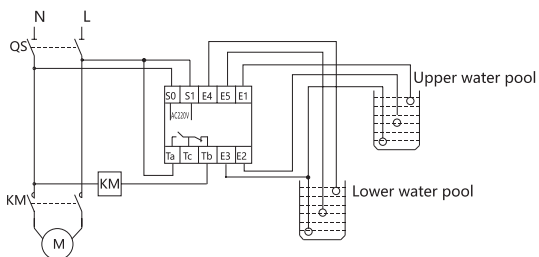 N L
QS
S0 S1 E4 E5 E1
AC220V
Ta Tc Tb E3 E2
KM
KM
M
Upper water pool
Lower water pool